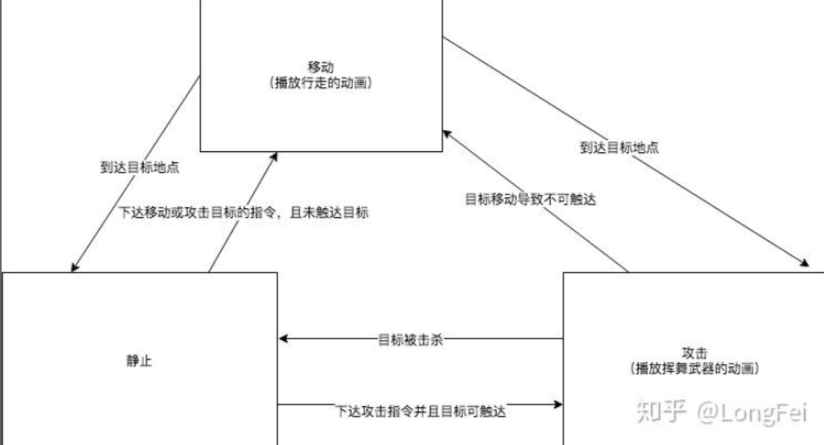 移动
（播放行走的动画）
到达目标地点
到达目标地点
目标移动导致不可触达
下达移动或攻击目标的指令，且未触达目标
静止
目标被击杀
攻击
（播放挥舞武器的动画）
下达攻击指令并且目标可触达
知乎 @LongFei